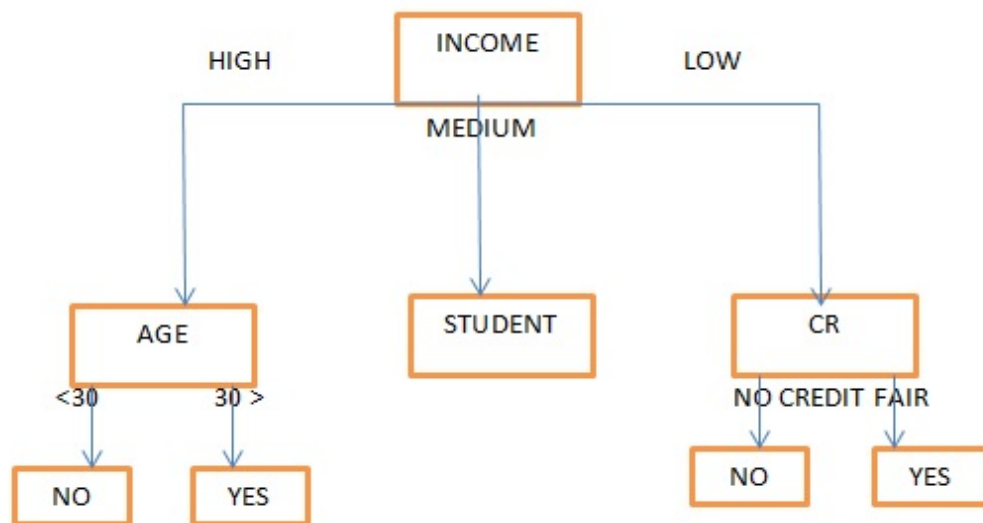 INCOME
HIGH
LOW
MEDIUM
AGE
STUDENT
CR
<30
30 >
NO CREDIT
FAIR
NO
YES
NO
YES